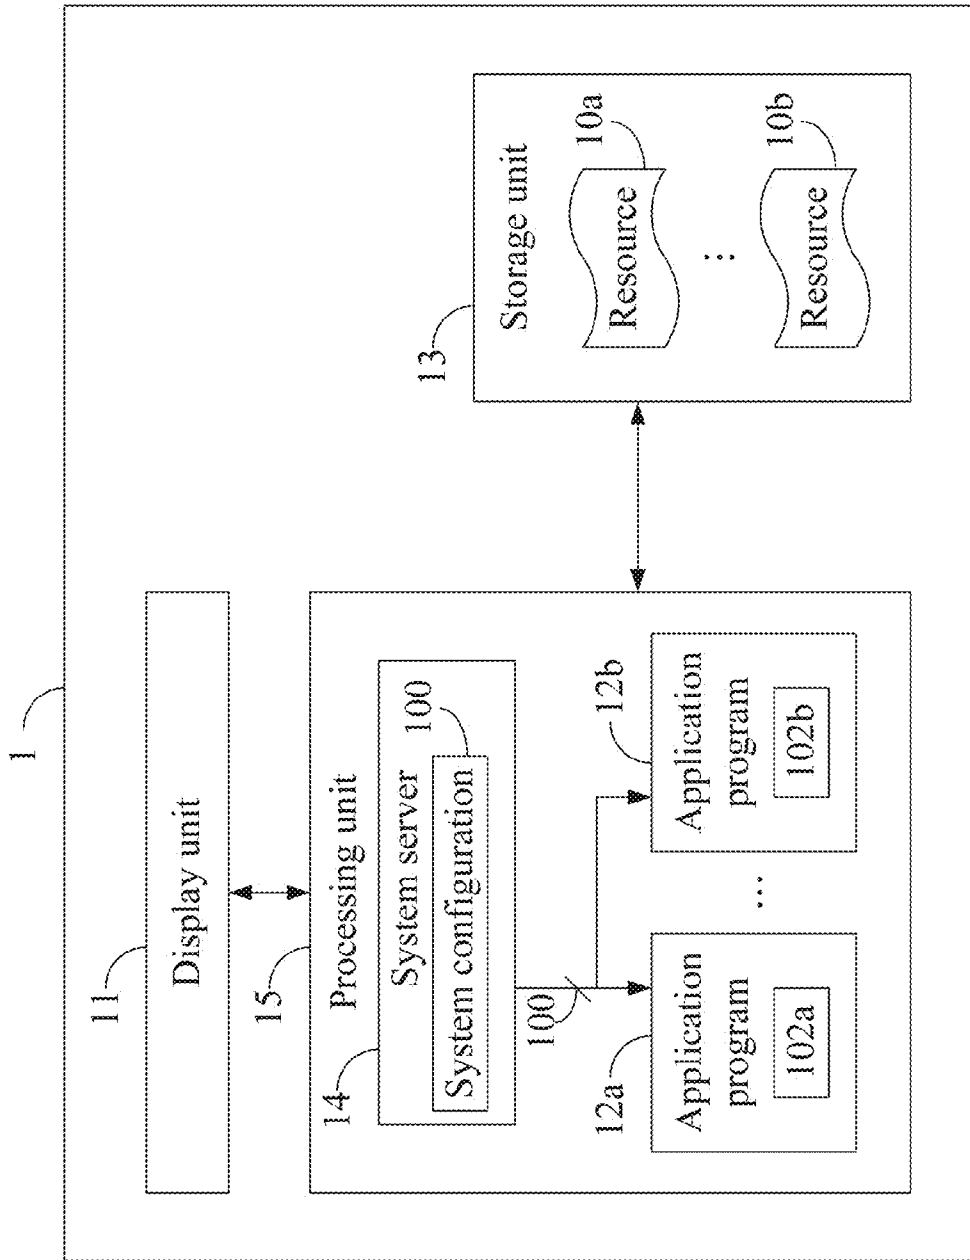 1
11
Display unit
15
Processing unit
14
System server
100
System configuration
100
12a
Application
program
102a
...
12b
Application
program
102b
13
Storage unit
10a
Resource
...
10b
Resource